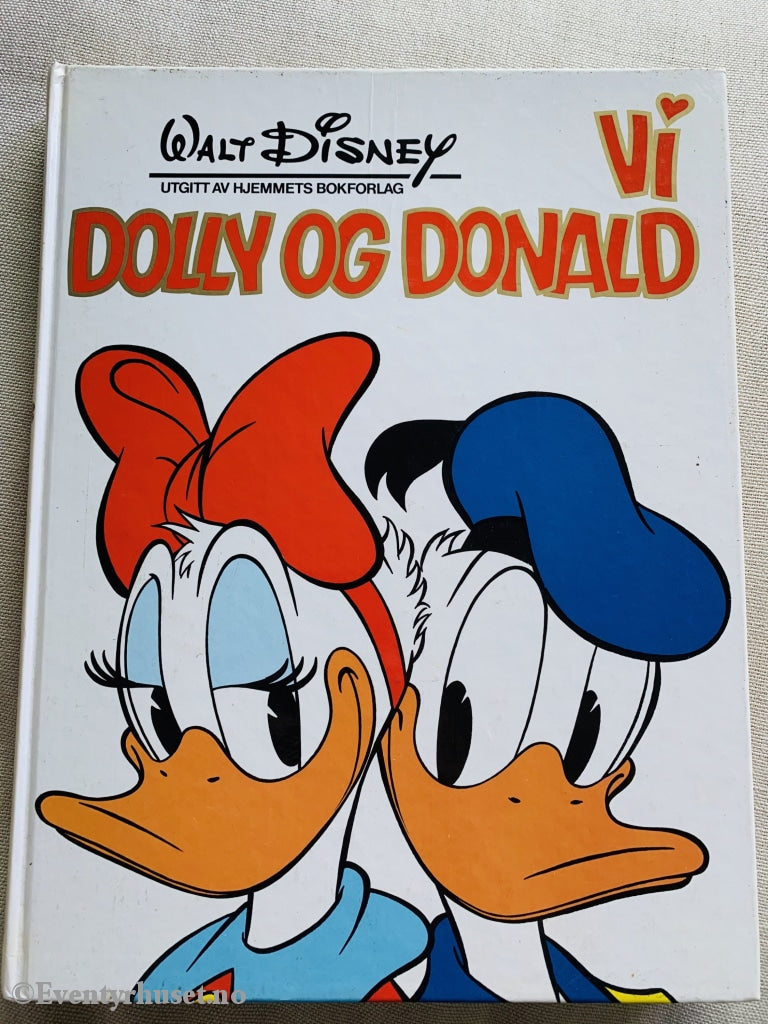 WALT DISNEY
UTGITT AV HJEMMETS BOKFORLAG
Vi
DOLLY OG DONALD
©Eventyrhuset.no